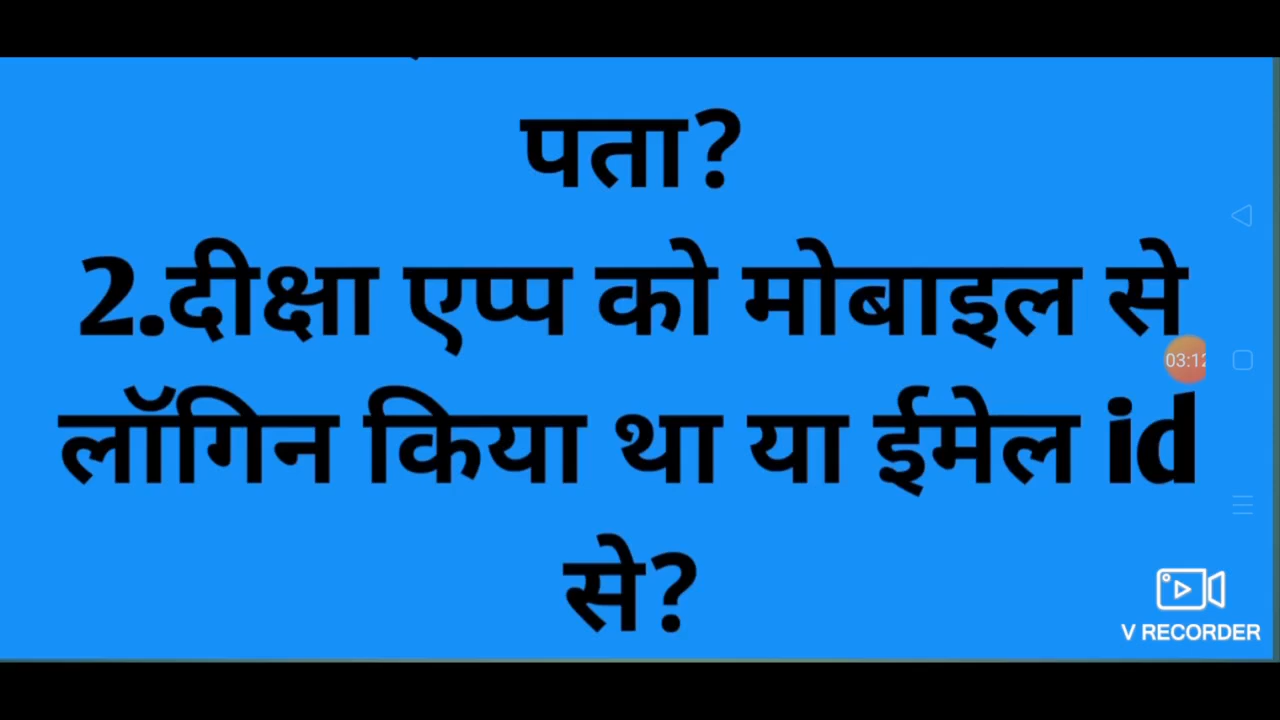 पता?
2.दीक्षा एप्प को मोबाइल से
03:12
लॉगिन किया था या ईमेल id
से?
V RECORDER